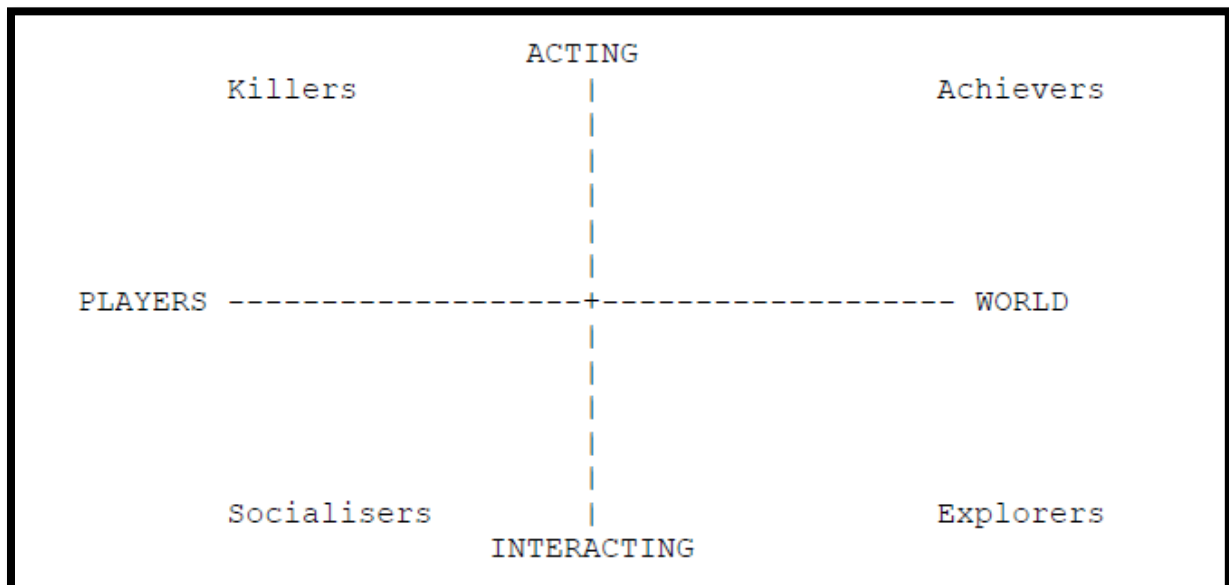 ACTING
Killers | Achievers
|
|
|
|
|
PLAYERS -------------------+------------------- WORLD
|
|
|
|
|
Socialisers | Explorers
INTERACTING